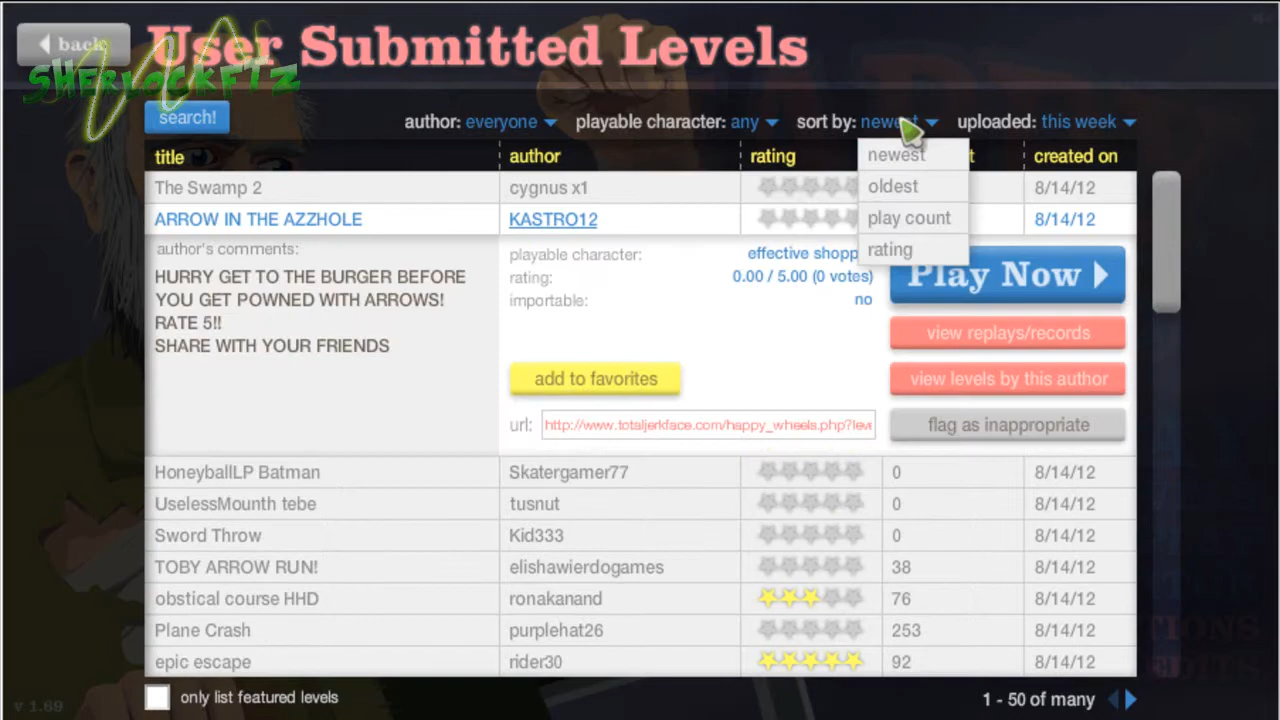 back
User Submitted Levels
SHERLOCKFTZ
search!
author: everyone
playable character: any
sort by: newest
uploaded: this week
title
author
rating
created on
newest
oldest
play count
rating
The Swamp 2
cygnus x1
8/14/12
ARROW IN THE AZZHOLE
KASTRO12
8/14/12
author's comments:
HURRY GET TO THE BURGER BEFORE
YOU GET POWNED WITH ARROWS!
RATE 5!!
SHARE WITH YOUR FRIENDS
playable character:
effective shopp
rating:
0.00 / 5.00 (0 votes)
importable:
no
add to favorites
url: http://www.totaljerkface.com/happy_wheels.php?leve
Play Now
view replays/records
view levels by this author
flag as inappropriate
HoneyballLP Batman
Skatergamer77
0
8/14/12
UselessMounth tebe
tusnut
0
8/14/12
Sword Throw
Kid333
0
8/14/12
TOBY ARROW RUN!
elishawierdogames
38
8/14/12
obstical course HHD
ronakanand
76
8/14/12
Plane Crash
purplehat26
253
8/14/12
epic escape
rider30
92
8/14/12
only list featured levels
1 - 50 of many
v 1.69